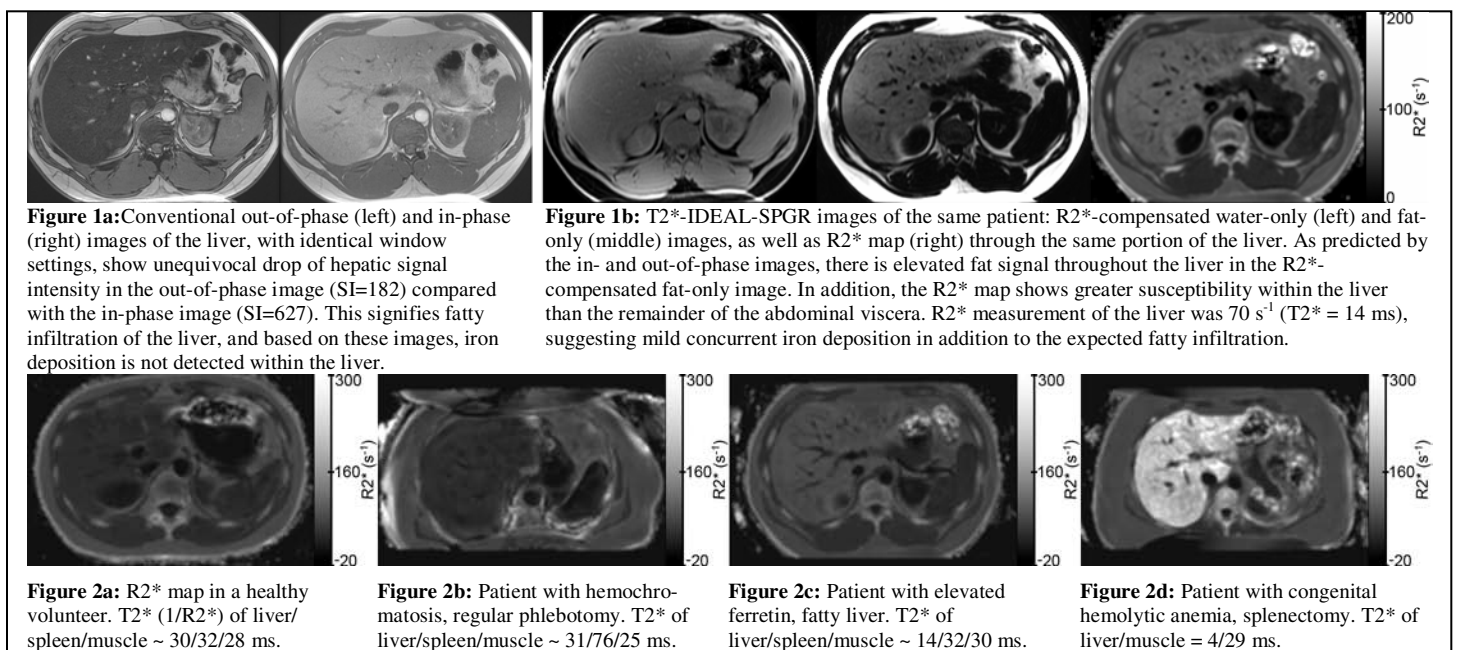 200
100
0
R2* (s-1)
Figure 1a:Conventional out-of-phase (left) and in-phase
(right) images of the liver, with identical window
settings, show unequivocal drop of hepatic signal
intensity in the out-of-phase image (SI=182) compared
with the in-phase image (SI=627). This signifies fatty
infiltration of the liver, and based on these images, iron
deposition is not detected within the liver.
Figure 1b: T2*-IDEAL-SPGR images of the same patient: R2*-compensated water-only (left) and fat-
only (middle) images, as well as R2* map (right) through the same portion of the liver. As predicted by
the in- and out-of-phase images, there is elevated fat signal throughout the liver in the R2*-
compensated fat-only image. In addition, the R2* map shows greater susceptibility within the liver
than the remainder of the abdominal viscera. R2* measurement of the liver was 70 s-1 (T2* = 14 ms),
suggesting mild concurrent iron deposition in addition to the expected fatty infiltration.
300
160
-20
R2* (s-1)
300
160
-20
R2* (s-1)
300
160
-20
R2* (s-1)
300
160
-20
R2* (s-1)
Figure 2a: R2* map in a healthy
volunteer. T2* (1/R2*) of liver/
spleen/muscle ~ 30/32/28 ms.
Figure 2b: Patient with hemochro-
matosis, regular phlebotomy. T2* of
liver/spleen/muscle ~ 31/76/25 ms.
Figure 2c: Patient with elevated
ferretin, fatty liver. T2* of
liver/spleen/muscle ~ 14/32/30 ms.
Figure 2d: Patient with congenital
hemolytic anemia, splenectomy. T2* of
liver/muscle = 4/29 ms.